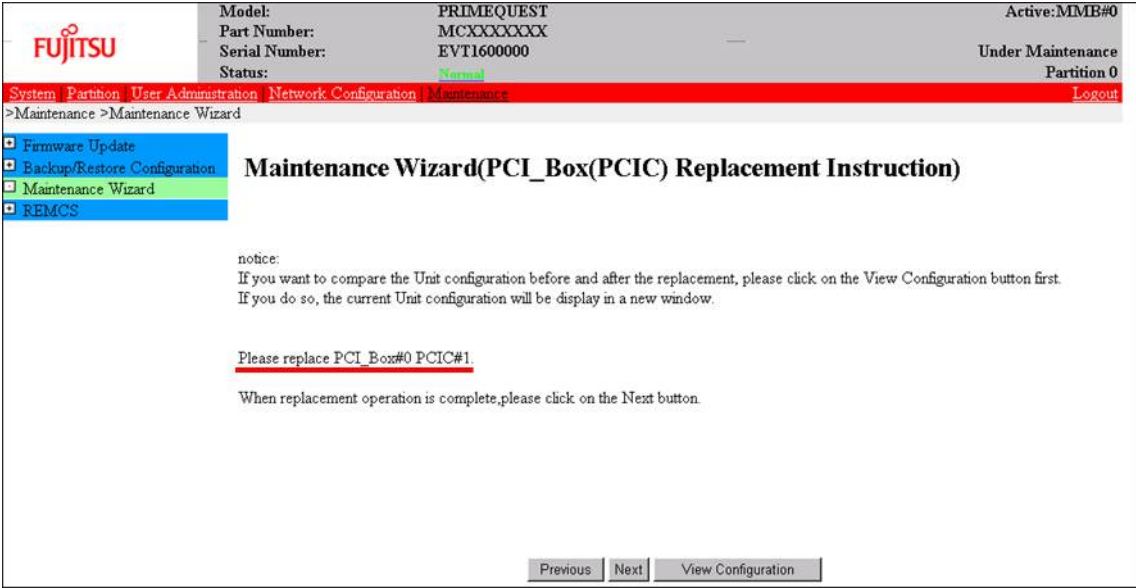 FUJITSU
Model: PRIMEQUEST Active:MMB#0
Part Number: MCXXXXXXX
Serial Number: EVT1600000 Under Maintenance
Status: Normal Partition 0
System | Partition | User Administration | Network Configuration | Maintenance Logout
>Maintenance >Maintenance Wizard
Firmware Update
Backup/Restore Configuration
Maintenance Wizard
REMCS
Maintenance Wizard(PCI_Box(PCIC) Replacement Instruction)
notice:
If you want to compare the Unit configuration before and after the replacement, please click on the View Configuration button first.
If you do so, the current Unit configuration will be display in a new window.
Please replace PCI_Box#0 PCIC#1.
When replacement operation is complete,please click on the Next button.
Previous Next View Configuration